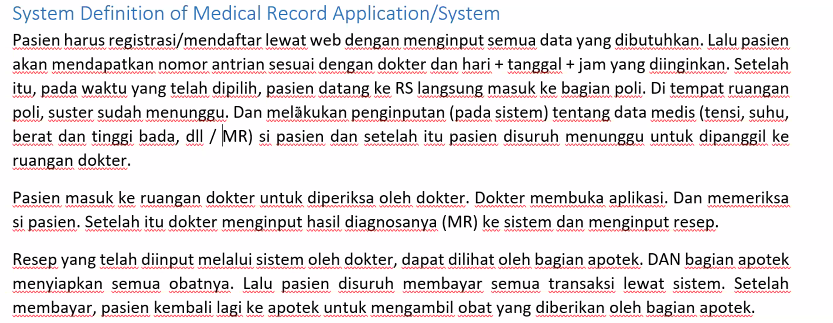 System Definition of Medical Record Application/System
Pasien harus registrasi/mendaftar lewat web dengan menginput semua data yang dibutuhkan. Lalu pasien
akan mendapatkan nomor antrian sesuai dengan dokter dan hari + tanggal + jam yang diinginkan. Setelah
itu, pada waktu yang telah dipilih, pasien datang ke RS langsung masuk ke bagian poli. Di tempat ruangan
poli, suster sudah menunggu. Dan melakukan penginputan (pada sistem) tentang data medis (tensi, suhu,
berat dan tinggi bada, dll / MR) si pasien dan setelah itu pasien disuruh menunggu untuk dipanggil ke
ruangan dokter.
Pasien masuk ke ruangan dokter untuk diperiksa oleh dokter. Dokter membuka aplikasi. Dan memeriksa
si pasien. Setelah itu dokter menginput hasil diagnosanya (MR) ke sistem dan menginput resep.
Resep yang telah diinput melalui sistem oleh dokter, dapat dilihat oleh bagian apotek. DAN bagian apotek
menyiapkan semua obatnya. Lalu pasien disuruh membayar semua transaksi lewat sistem. Setelah
membayar, pasien kembali lagi ke apotek untuk mengambil obat yang diberikan oleh bagian apotek.